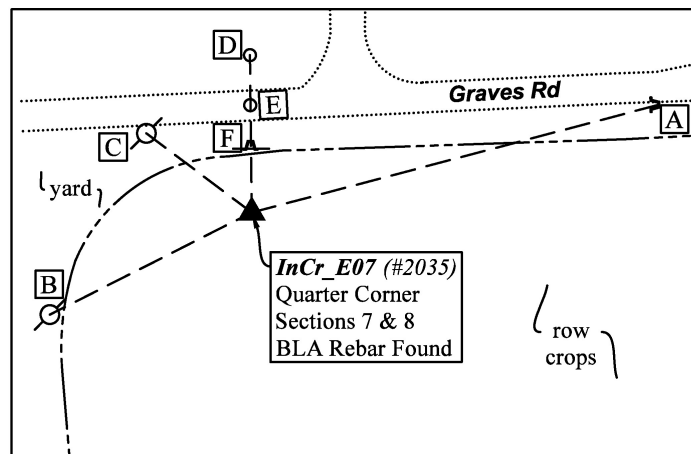 D
E
Graves Rd
A
F
C
yard
B
InCr_E07 (#2035)
Quarter Corner
Sections 7 & 8
BLA Rebar Found
row
crops